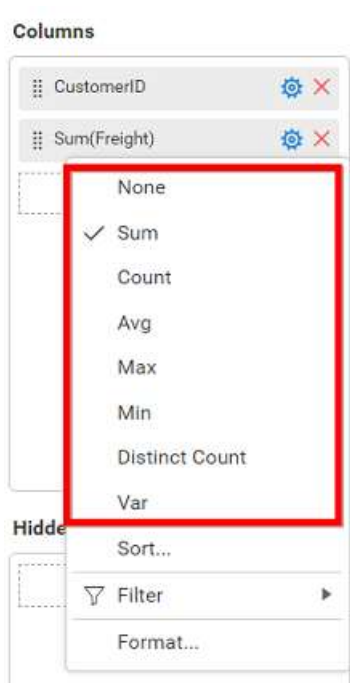 Columns
CustomerID
Sum(Freight)
None
Sum
Count
Avg
Max
Min
Distinct Count
Var
Hidde
Sort...
Filter
Format...